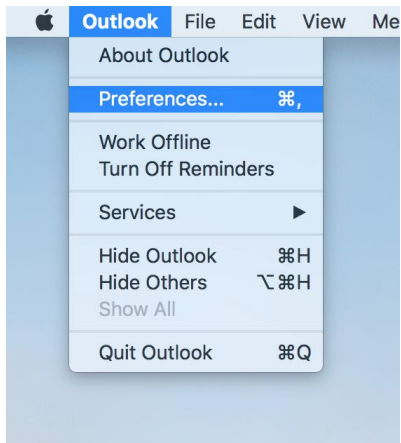 Outlook File Edit View Me
About Outlook
Preferences... ⌘,
Work Offline
Turn Off Reminders
Services ▶
Hide Outlook ⌘H
Hide Others ⌥⌘H
Show All
Quit Outlook ⌘Q